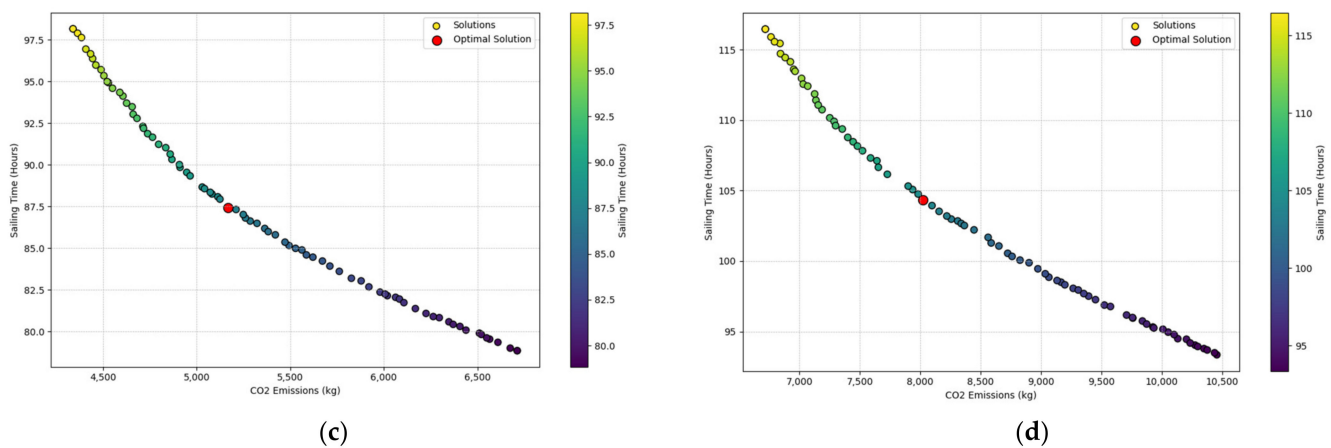 97.5
95.0
92.5
90.0
87.5
85.0
82.5
80.0
Sailing Time (Hours)
4,500 5,000 5,500 6,000 6,500
CO2 Emissions (kg)
Solutions
Optimal Solution
97.5
95.0
92.5
90.0
87.5
85.0
82.5
80.0
Sailing Time (Hours)
(c)
115
110
105
100
95
Sailing Time (Hours)
7,000 7,500 8,000 8,500 9,000 9,500 10,000 10,500
CO2 Emissions (kg)
Solutions
Optimal Solution
115
110
105
100
95
Sailing Time (Hours)
(d)